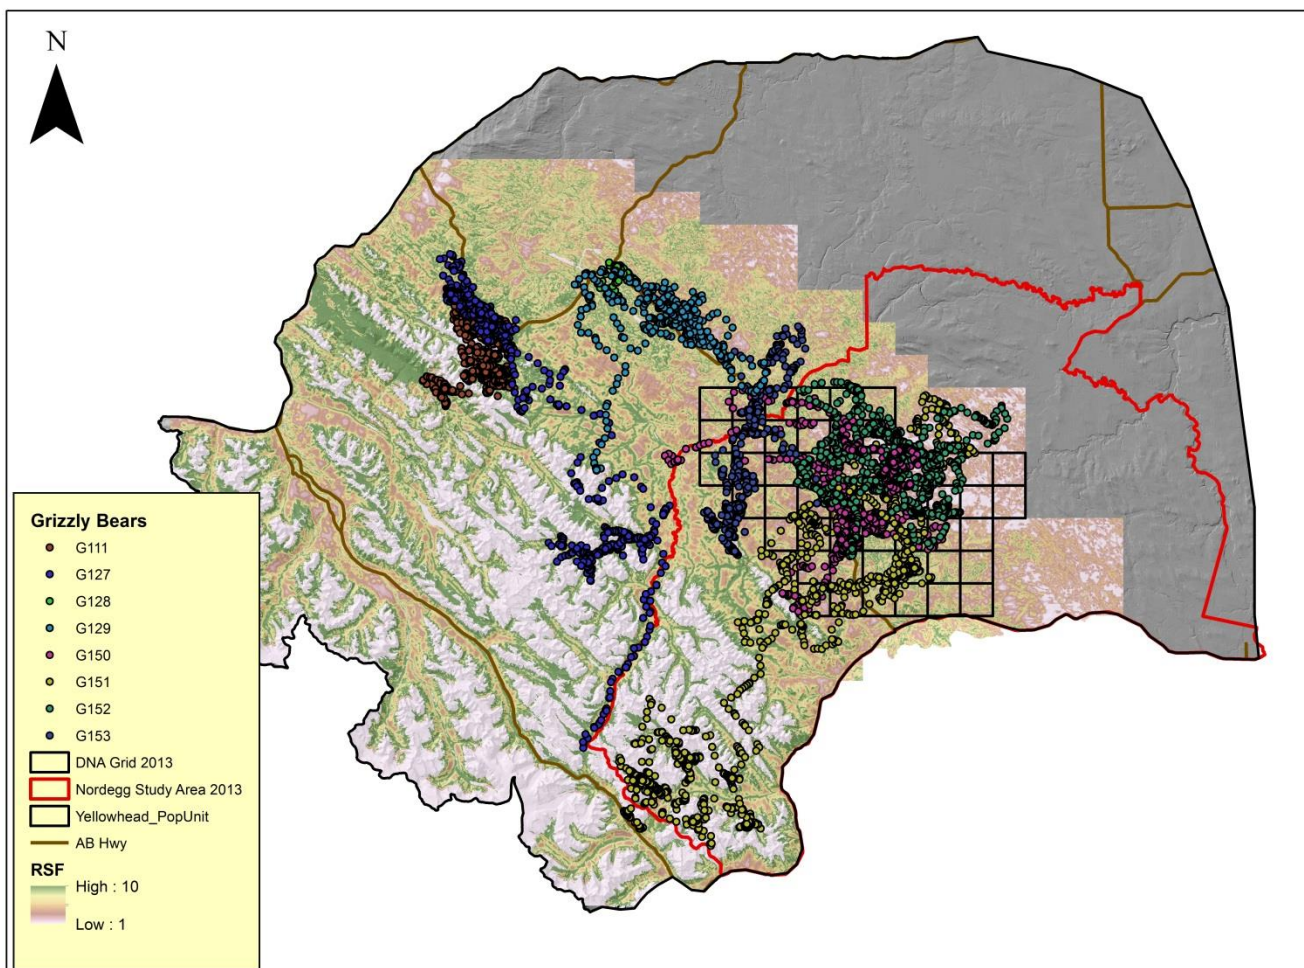 N
Grizzly Bears
G111
G127
G128
G129
G150
G151
G152
G153
DNA Grid 2013
Nordegg Study Area 2013
Yellowhead_PopUnit
AB Hwy
RSF
High : 10
Low : 1